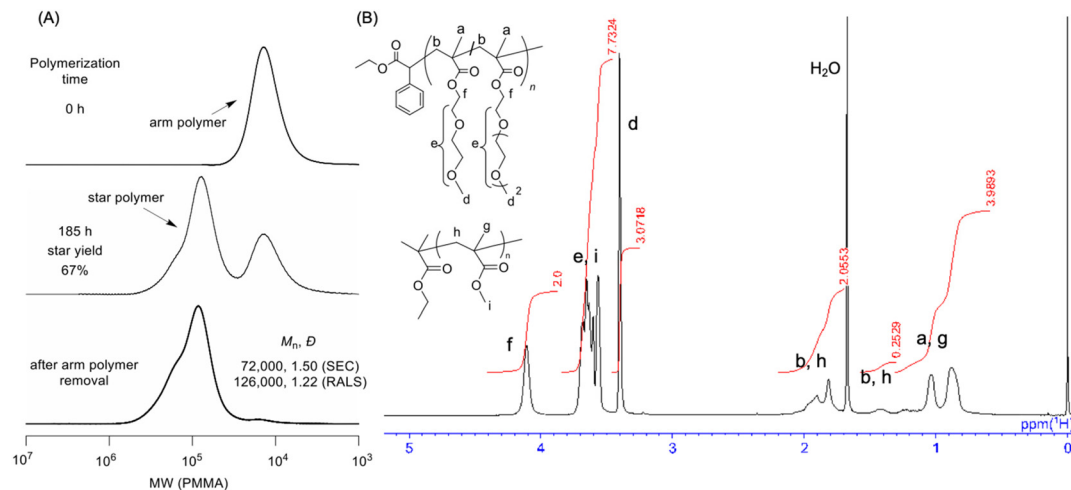 (A)
Polymerization
time
0 h
arm polymer
star polymer
185 h
star yield
67%
after arm polymer
removal
Mn, Đ
72,000, 1.50 (SEC)
126,000, 1.22 (RALS)
10⁷ 10⁶ 10⁵ 10⁴ 10³
MW (PMMA)
(B)
b a b a
O O O
O O O
f f n
O O
e e
O O
O O
d d 2
h g
n
O O
O O
i
7.7324
H₂O
d
3.9893
3.0718
e, i
2.0
2.0553
f
b, h
0.2529
b, h
a, g
ppm(¹H)
5 4 3 2 1 0